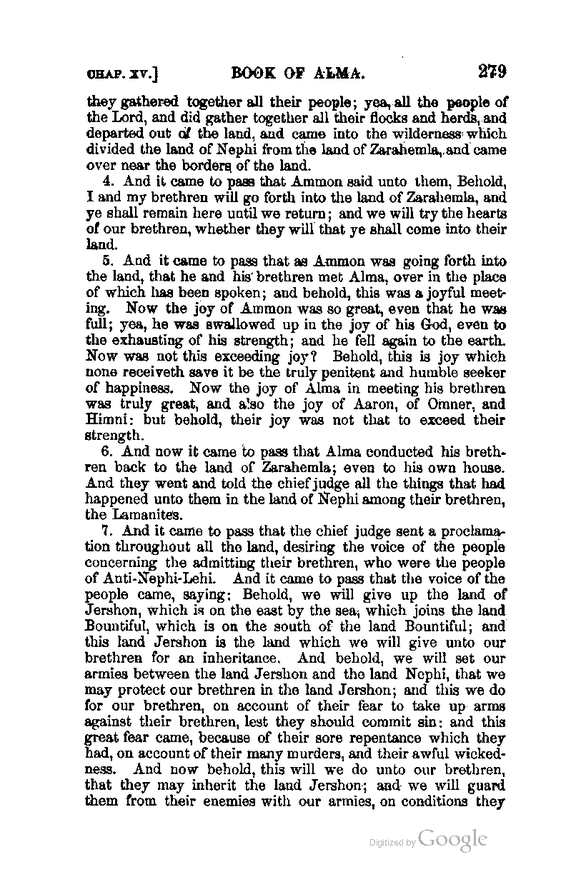 CHAP. XV.] BOOK OF ALMA. 279
they gathered together all their people; yea, all the people of
the Lord, and did gather together all their flocks and herds, and
departed out of the land, and came into the wilderness which
divided the land of Nephi from the land of Zarahemla, and came
over near the borders of the land.
4. And it came to pass that Ammon said unto them, Behold,
I and my brethren will go forth into the land of Zarahemla, and
ye shall remain here until we return; and we will try the hearts
of our brethren, whether they will that ye shall come into their
land.
5. And it came to pass that as Ammon was going forth into
the land, that he and his brethren met Alma, over in the place
of which has been spoken; and behold, this was a joyful meet-
ing. Now the joy of Ammon was so great, even that he was
full; yea, he was swallowed up in the joy of his God, even to
the exhausting of his strength; and he fell again to the earth.
Now was not this exceeding joy? Behold, this is joy which
none receiveth save it be the truly penitent and humble seeker
of happiness. Now the joy of Alma in meeting his brethren
was truly great, and also the joy of Aaron, of Omner, and
Himni: but behold, their joy was not that to exceed their
strength.
6. And now it came to pass that Alma conducted his breth-
ren back to the land of Zarahemla; even to his own house.
And they went and told the chief judge all the things that had
happened unto them in the land of Nephi among their brethren,
the Lamanites.
7. And it came to pass that the chief judge sent a proclama-
tion throughout all the land, desiring the voice of the people
concerning the admitting their brethren, who were the people
of Anti-Nephi-Lehi. And it came to pass that the voice of the
people came, saying: Behold, we will give up the land of
Jershon, which is on the east by the sea, which joins the land
Bountiful, which is on the south of the land Bountiful; and
this land Jershon is the land which we will give unto our
brethren for an inheritance. And behold, we will set our
armies between the land Jershon and the land Nephi, that we
may protect our brethren in the land Jershon; and this we do
for our brethren, on account of their fear to take up arms
against their brethren, lest they should commit sin: and this
great fear came, because of their sore repentance which they
had, on account of their many murders, and their awful wicked-
ness. And now behold, this will we do unto our brethren,
that they may inherit the land Jershon; and we will guard
them from their enemies with our armies, on conditions they
Digitized by Google